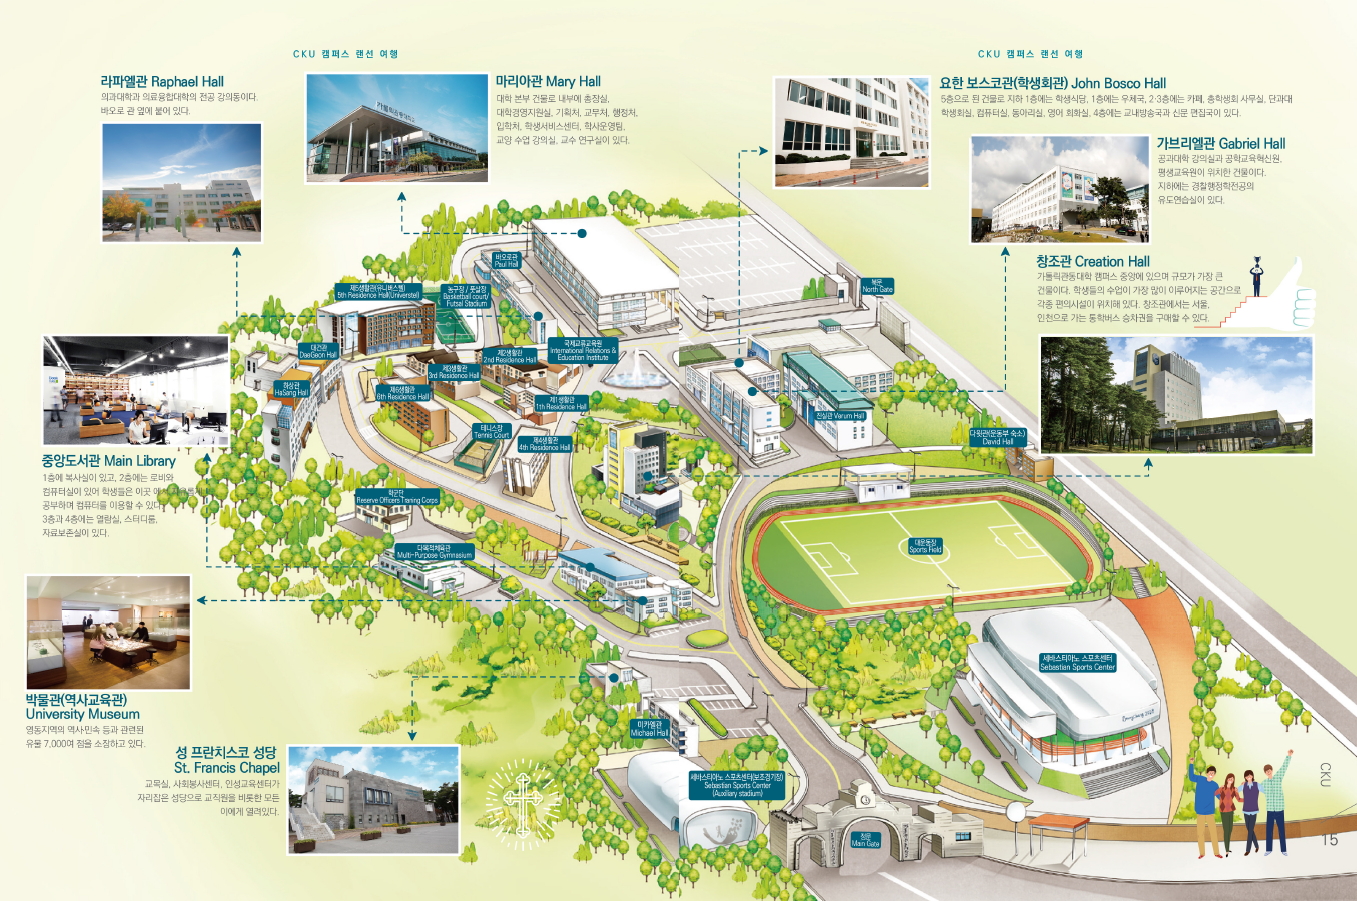 CKU 캠퍼스 랜선 여행
라파엘관 Raphael Hall
의과대학과 의료융합대학의 전공 강의동이다.
바오로 관 옆에 붙어 있다.
마리아관 Mary Hall
대학 본부 건물로 내부에 총장실,
대학경영지원실, 기획처, 교무처, 행정처,
입학처, 학생서비스센터, 학사운영팀,
교양 수업 강의실, 교수 연구실이 있다.
중앙도서관 Main Library
1층에 복사실이 있고, 2층에는 로비와
컴퓨터실이 있어 학생들은 이곳
공부하며 컴퓨터를 이용할 수 있다.
3층과 4층에는 열람실, 스터디룸,
자료보존실이 있다.
박물관(역사교육관)
University Museum
영동지역의 역사·민속 등과 관련된
유물 7,000여 점을 소장하고 있다.
성 프란치스코 성당
St. Francis Chapel
교목실, 사회봉사센터, 인성교육센터가
자리잡은 성당으로 교직원을 비롯한 모든
이에게 열려있다.
바오로관
Paul Hall
제5생활관(유니버스텔)
5th Residence Hall(Universtel)
농구장 / 풋살장
Basketball court/
Futsal Stadium
대건관
DaeGeon Hall
하상관
HaSang Hall
제2생활관
2nd Residence Hall
제3생활관
3rd Residence Hall
국제교류교육원
International Relations &
Education Institute
제6생활관
6th Residence Hall
제1생활관
1th Residence Hall
테니스장
Tennis Court
제4생활관
4th Residence Hall
학군단
Reserve Officers Traning Corps
다목적체육관
Multi-Purpose Gymnasium
미카엘관
Michael Hall
CKU 캠퍼스 랜선 여행
요한 보스코관(학생회관) John Bosco Hall
5층으로 된 건물로 지하 1층에는 학생식당, 1층에는 우체국, 2·3층에는 카페, 총학생회 사무실, 단과대
학생회실, 컴퓨터실, 동아리실, 영어 회화실, 4층에는 교내방송국과 신문 편집국이 있다.
가브리엘관 Gabriel Hall
공과대학 강의실과 공학교육혁신원,
평생교육원이 위치한 건물이다.
지하에는 경찰행정학전공의
유도연습실이 있다.
창조관 Creation Hall
가톨릭관동대학 캠퍼스 중앙에 있으며 규모가 가장 큰
건물이다. 학생들의 수업이 가장 많이 이루어지는 공간으로
각종 편의시설이 위치해 있다. 창조관에서는 서울,
인천으로 가는 통학버스 승차권을 구매할 수 있다.
북문
North Gate
진실관 Verum Hall
다윗관(운동부 숙소)
David Hall
대운동장
Sports Field
세바스티아노 스포츠센터
Sebastian Sports Center
세바스티아노 스포츠센터(보조경기장)
Sebastian Sports Center
(Auxiliary stadium)
정문
Main Gate
CKU
15